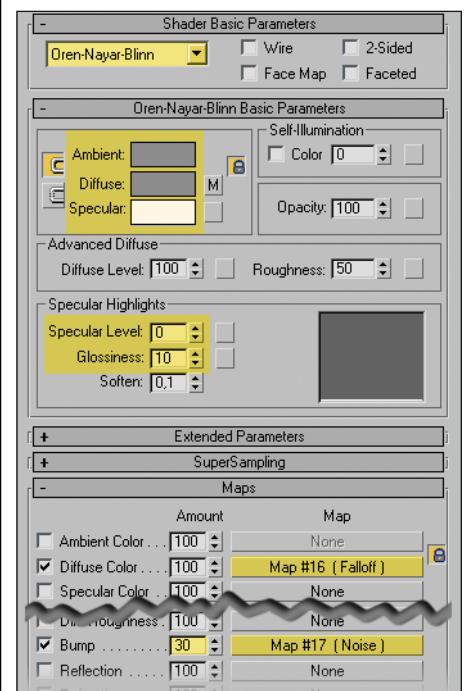 - Shader Basic Parameters
Oren-Nayar-Blinn Wire 2-Sided
Face Map Faceted
- Oren-Nayar-Blinn Basic Parameters
Self-Illumination
Ambient: Color 0
Diffuse: M
Specular: Opacity: 100
Advanced Diffuse
Diffuse Level: 100 Roughness: 50
Specular Highlights
Specular Level: 0
Glossiness: 10
Soften: 0,1
+ Extended Parameters
+ SuperSampling
- Maps
Amount Map
Ambient Color . . . 100 None
Diffuse Color . . . . 100 Map #16 ( Falloff )
Specular Color . . 100 None
Roughness . 100 None
Bump . . . . . . . . . 30 Map #17 ( Noise )
Reflection . . . . . 100 None